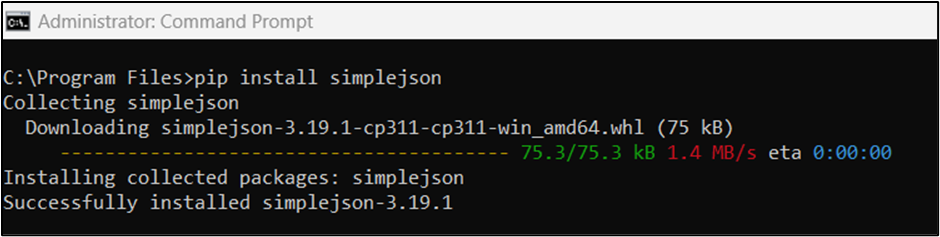 Administrator: Command Prompt
C:\Program Files>pip install simplejson
Collecting simplejson
Downloading simplejson-3.19.1-cp311-cp311-win_amd64.whl (75 kB)
---------------------------------------- 75.3/75.3 kB 1.4 MB/s eta 0:00:00
Installing collected packages: simplejson
Successfully installed simplejson-3.19.1